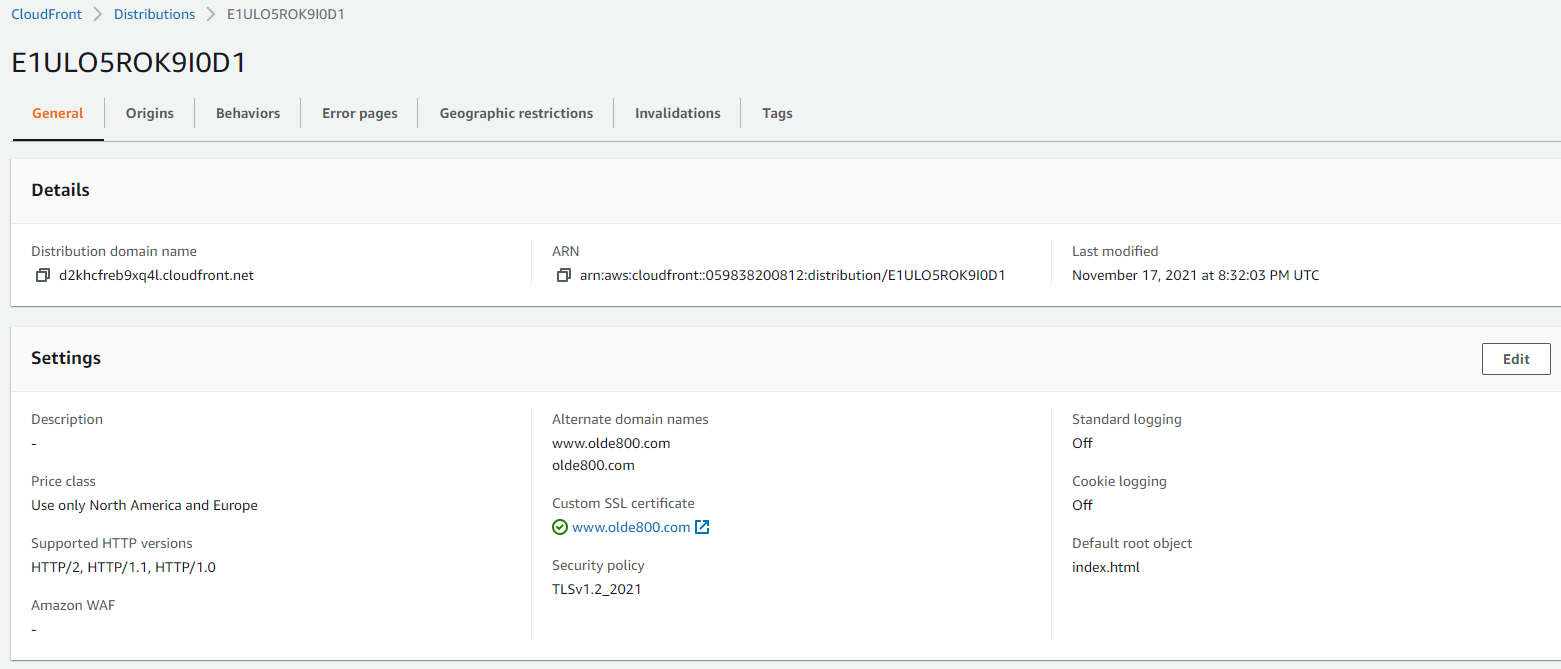 CloudFront > Distributions > E1ULO5ROK9I0D1
E1ULO5ROK9I0D1
General Origins Behaviors Error pages Geographic restrictions Invalidations Tags
Details
Distribution domain name
d2khcfreb9xq4l.cloudfront.net
ARN
arn:aws:cloudfront::059838200812:distribution/E1ULO5ROK9I0D1
Last modified
November 17, 2021 at 8:32:03 PM UTC
Settings
Edit
Description
-
Price class
Use only North America and Europe
Supported HTTP versions
HTTP/2, HTTP/1.1, HTTP/1.0
Amazon WAF
-
Alternate domain names
www.olde800.com
olde800.com
Custom SSL certificate
www.olde800.com
Security policy
TLSv1.2_2021
Standard logging
Off
Cookie logging
Off
Default root object
index.html